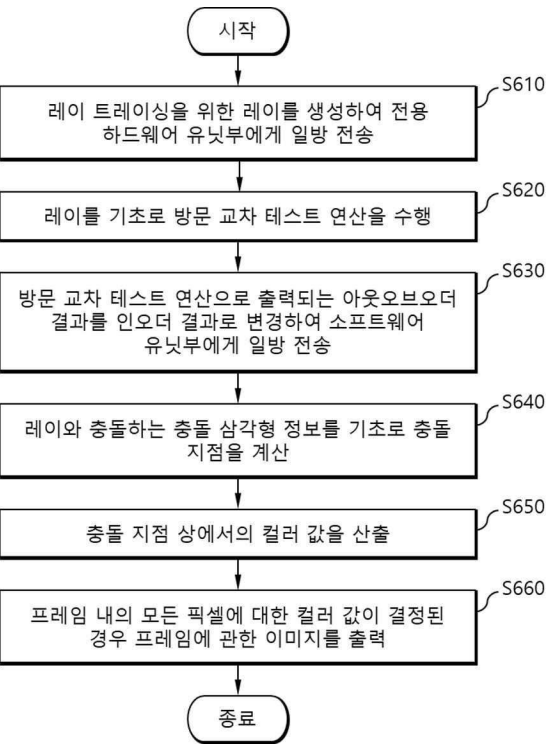 시작
S610
레이 트레이싱을 위한 레이를 생성하여 전용
하드웨어 유닛부에게 일방 전송
S620
레이를 기초로 방문 교차 테스트 연산을 수행
S630
방문 교차 테스트 연산으로 출력되는 아웃오브오더
결과를 인오더 결과로 변경하여 소프트웨어
유닛부에게 일방 전송
S640
레이와 충돌하는 충돌 삼각형 정보를 기초로 충돌
지점을 계산
S650
충돌 지점 상에서의 컬러 값을 산출
S660
프레임 내의 모든 픽셀에 대한 컬러 값이 결정된
경우 프레임에 관한 이미지를 출력
종료